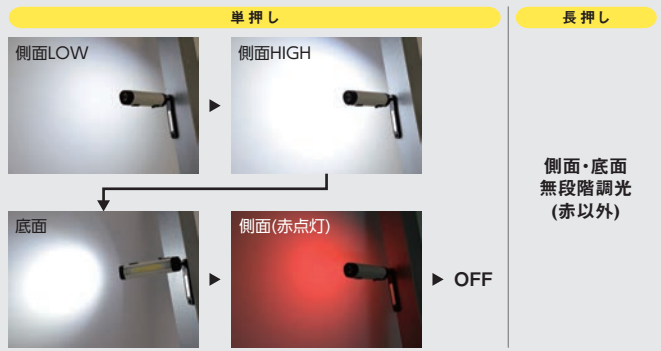 単押し
長押し
側面LOW
側面HIGH
底面
側面(赤点灯)
OFF
側面・底面
無段階調光
(赤以外)